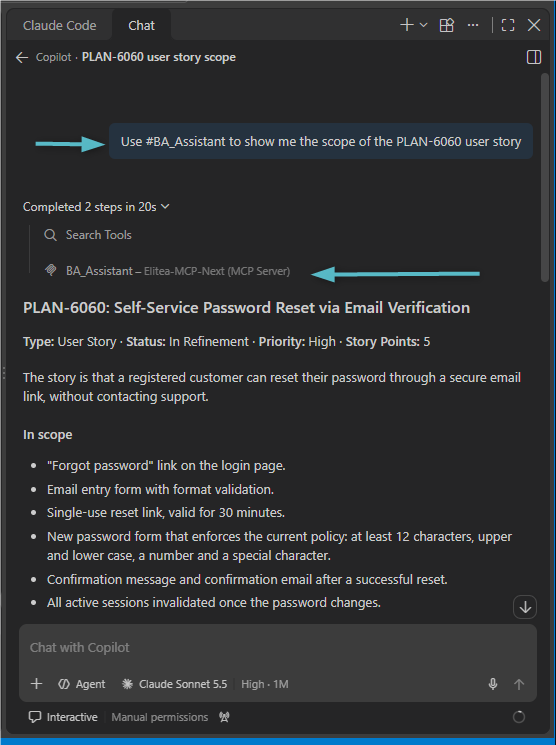 Claude Code Chat
Copilot · PLAN-6060 user story scope
Use #BA_Assistant to show me the scope of the PLAN-6060 user story
Completed 2 steps in 20s
Search Tools
BA_Assistant – Elitea-MCP-Next (MCP Server)
PLAN-6060: Self-Service Password Reset via Email Verification
Type: User Story · Status: In Refinement · Priority: High · Story Points: 5
The story is that a registered customer can reset their password through a secure email
link, without contacting support.
In scope
• "Forgot password" link on the login page.
• Email entry form with format validation.
• Single-use reset link, valid for 30 minutes.
• New password form that enforces the current policy: at least 12 characters, upper
and lower case, a number and a special character.
• Confirmation message and confirmation email after a successful reset.
• All active sessions invalidated once the password changes.
Chat with Copilot
Agent Claude Sonnet 5.5 High · 1M
Interactive Manual permissions